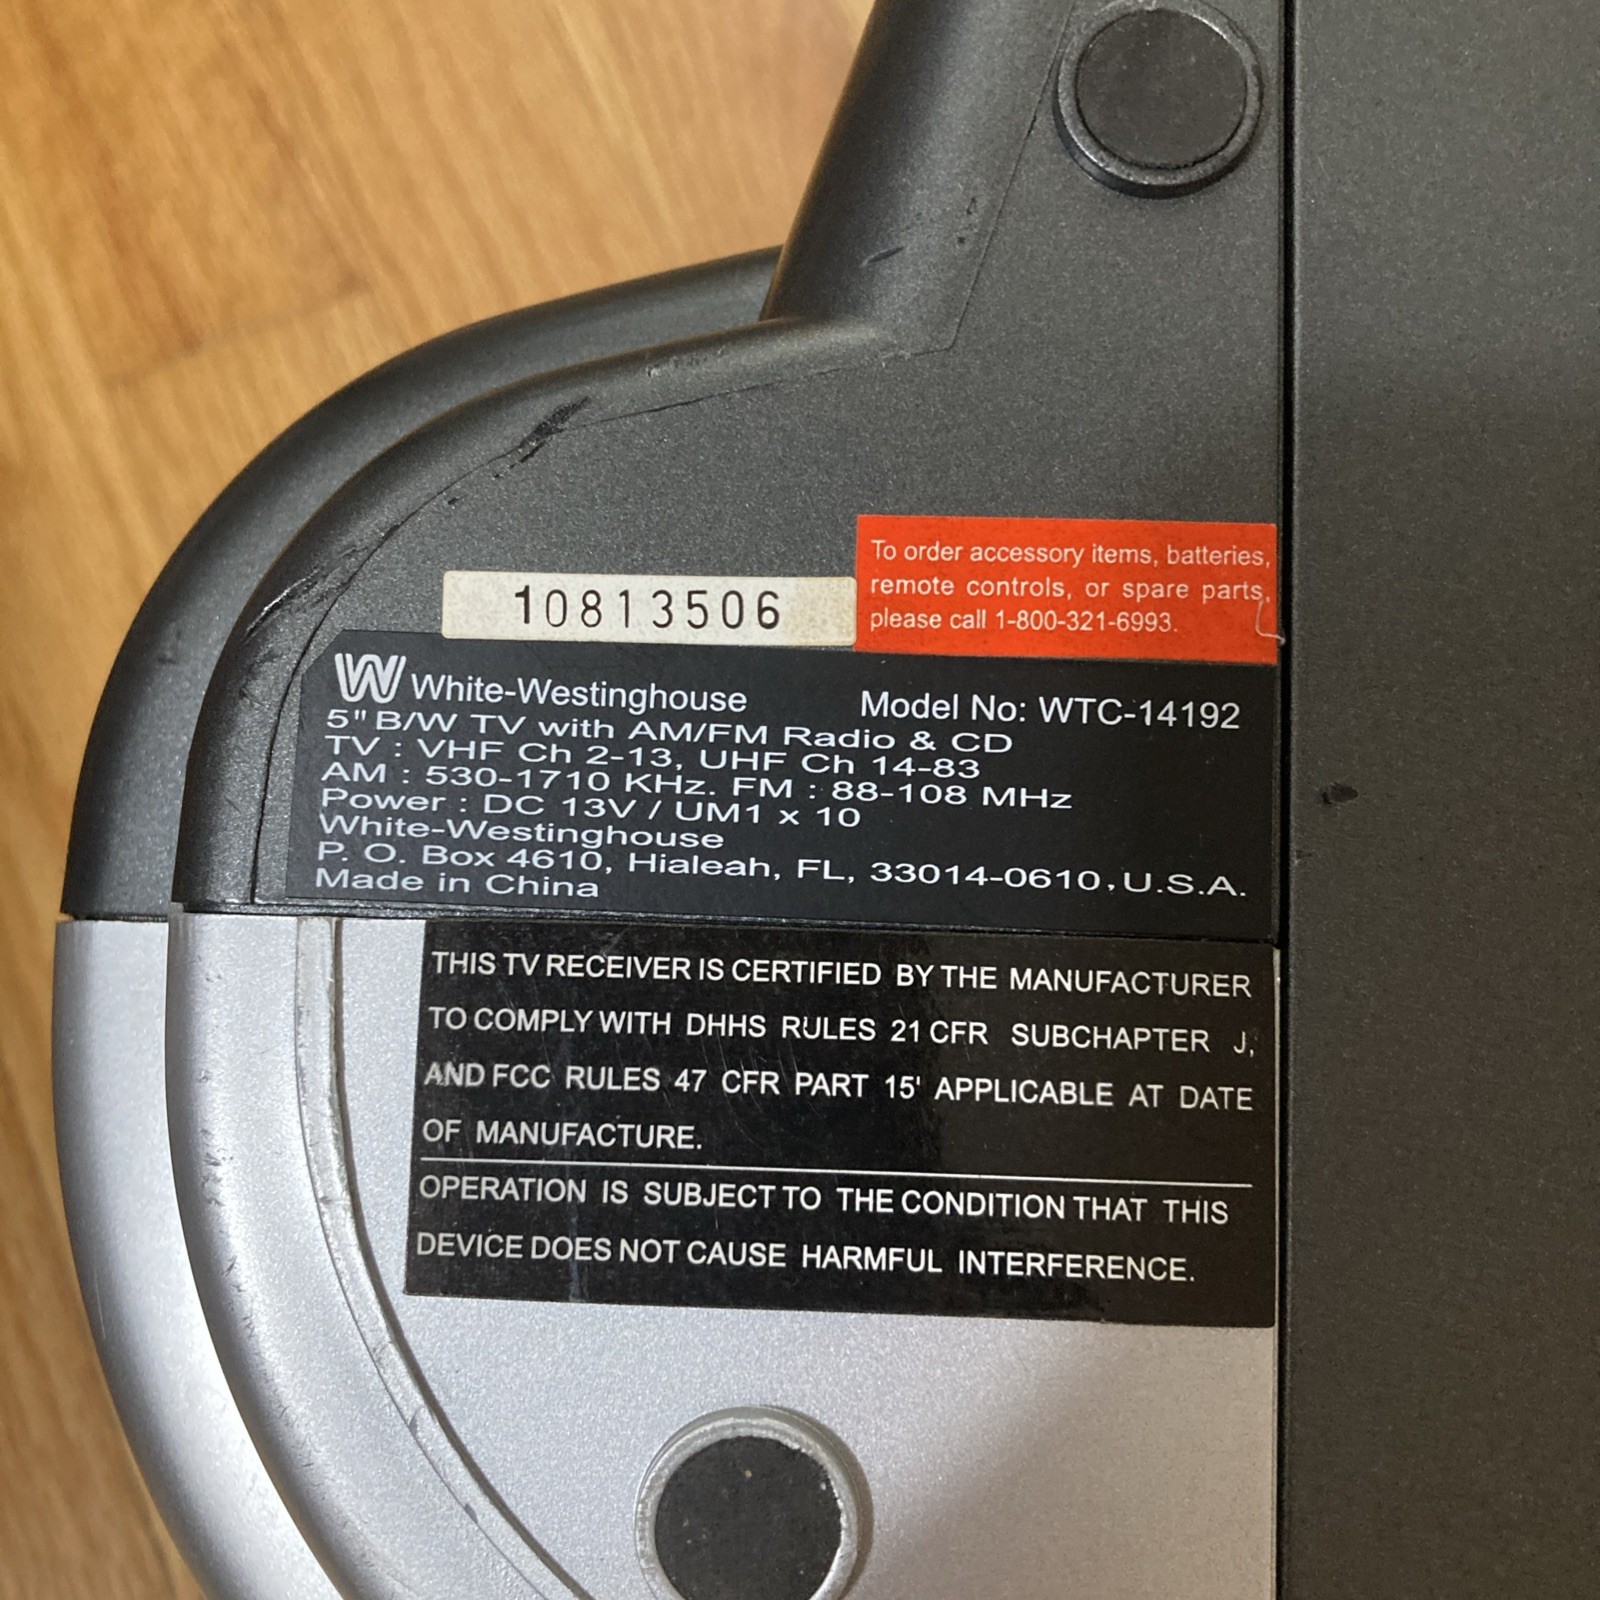 To order accessory items, batteries,
remote controls, or spare parts,
please call 1-800-321-6993.
10813506
White-Westinghouse
Model No: WTC-14192
5" B/W TV with AM/FM Radio & CD
TV : VHF Ch 2-13, UHF Ch 14-83
AM : 530-1710 KHz. FM : 88-108 MHz
Power : DC 13V / UM1 x 10
White-Westinghouse
P. O. Box 4610, Hialeah, FL, 33014-0610, U.S.A.
Made in China
THIS TV RECEIVER IS CERTIFIED BY THE MANUFACTURER
TO COMPLY WITH DHHS RULES 21 CFR SUBCHAPTER J,
AND FCC RULES 47 CFR PART 15' APPLICABLE AT DATE
OF MANUFACTURE.
OPERATION IS SUBJECT TO THE CONDITION THAT THIS
DEVICE DOES NOT CAUSE HARMFUL INTERFERENCE.